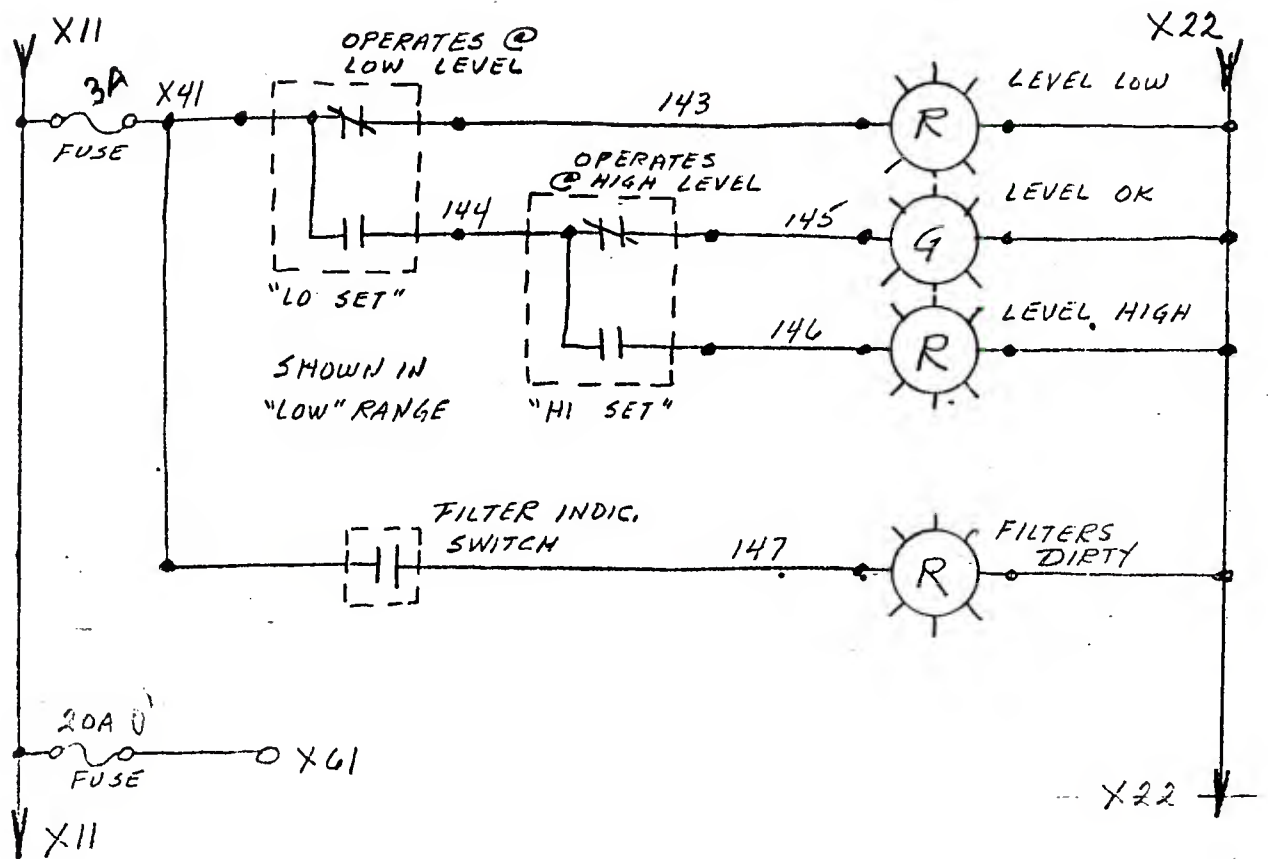 X11
X22
OPERATES @
LOW LEVEL
3A
X41
FUSE
143
R
LEVEL LOW
OPERATES
@ HIGH LEVEL
144
145
G
LEVEL OK
"LO SET"
146
R
LEVEL HIGH
SHOWN IN
"LOW" RANGE
"HI SET"
FILTER INDIC.
SWITCH
147
R
FILTERS
DIRTY
20A
FUSE
X61
X22
X11